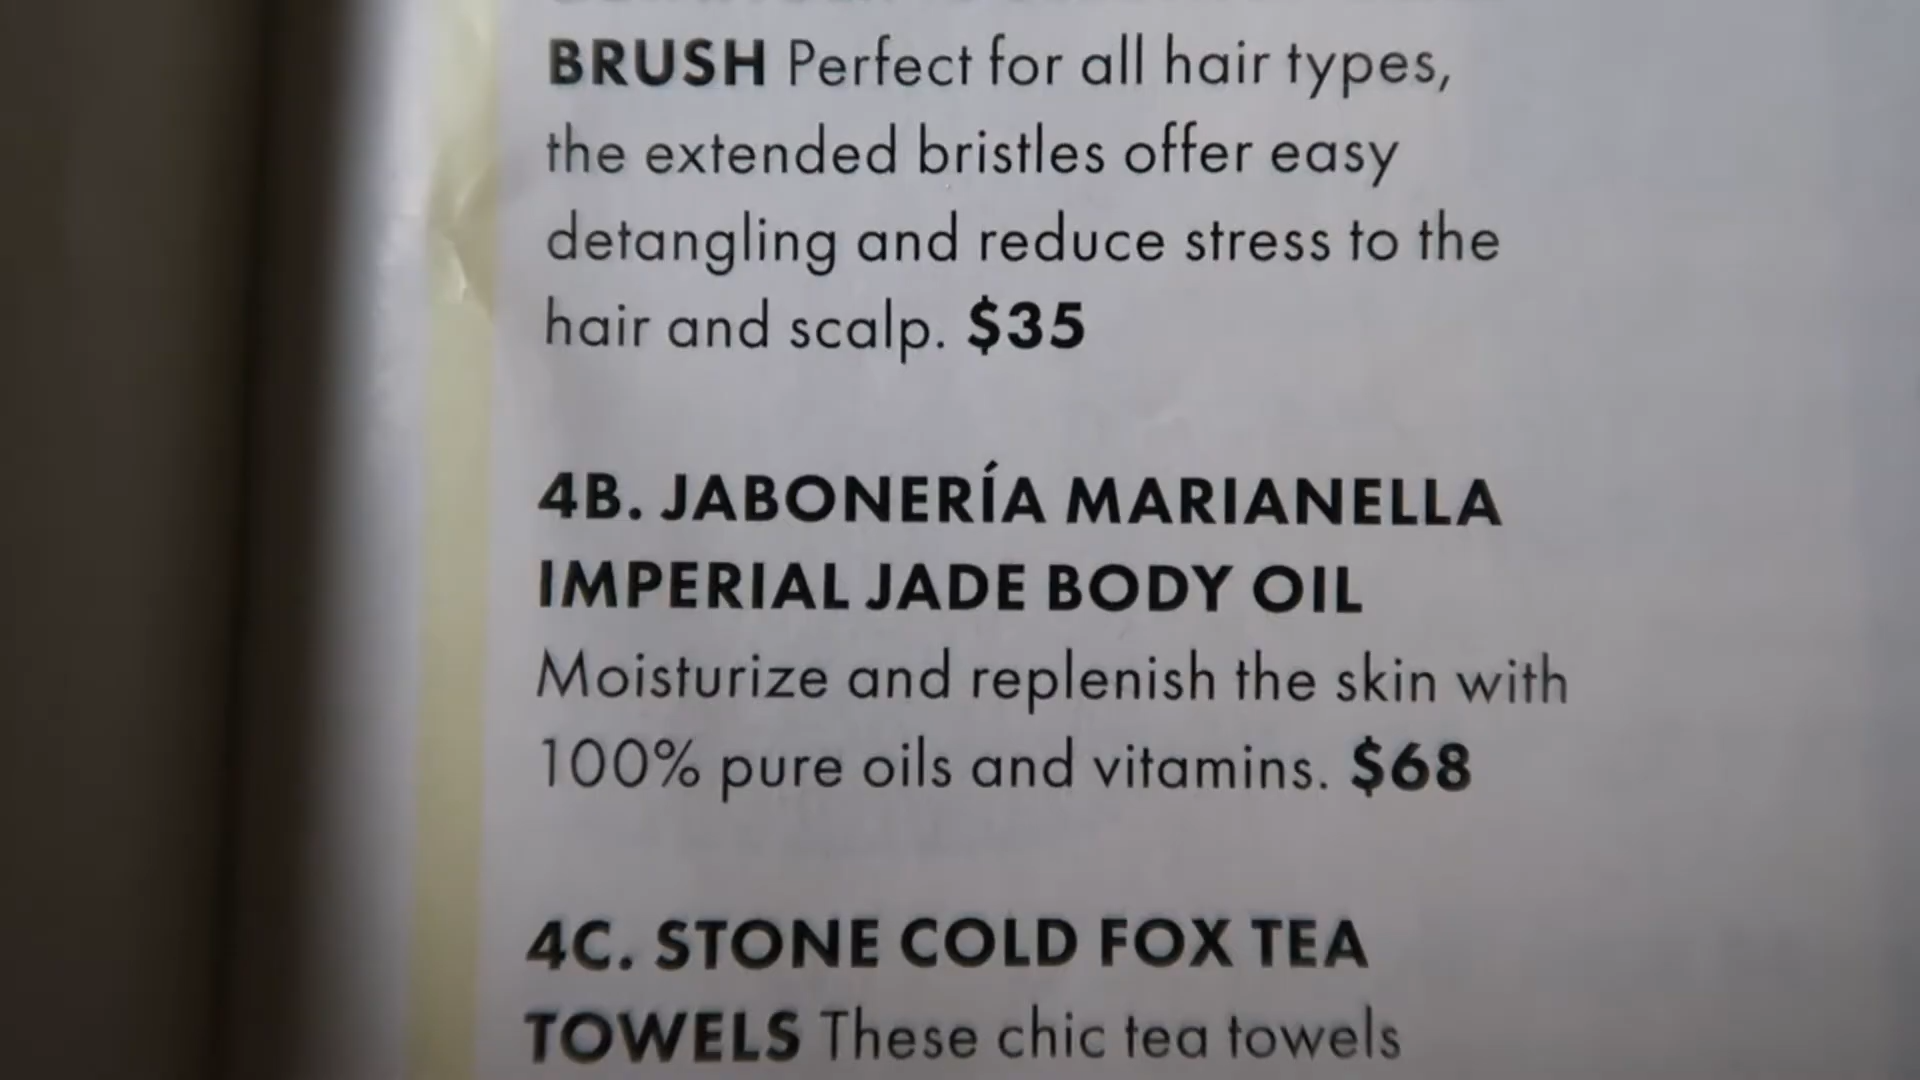 BRUSH Perfect for all hair types,
the extended bristles offer easy
detangling and reduce stress to the
hair and scalp. $35
4B. JABONERÍA MARIANELLA
IMPERIAL JADE BODY OIL
Moisturize and replenish the skin with
100% pure oils and vitamins. $68
4C. STONE COLD FOX TEA
TOWELS These chic tea towels